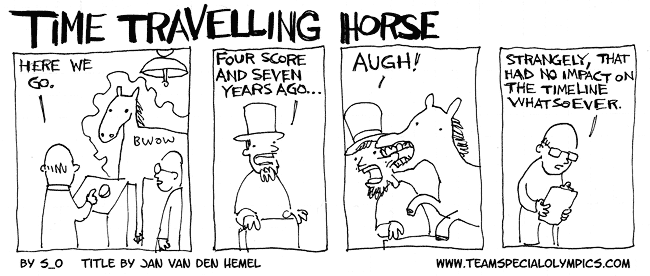 TIME TRAVELLING HORSE
HERE WE
GO.
BWOW
FOUR SCORE
AND SEVEN
YEARS AGO...
AUGH!
STRANGELY, THAT
HAD NO IMPACT ON
THE TIMELINE
WHATSOEVER.
BY S_O TITLE BY JAN VAN DEN HEMEL
WWW.TEAMSPECIALOLYMPICS.COM